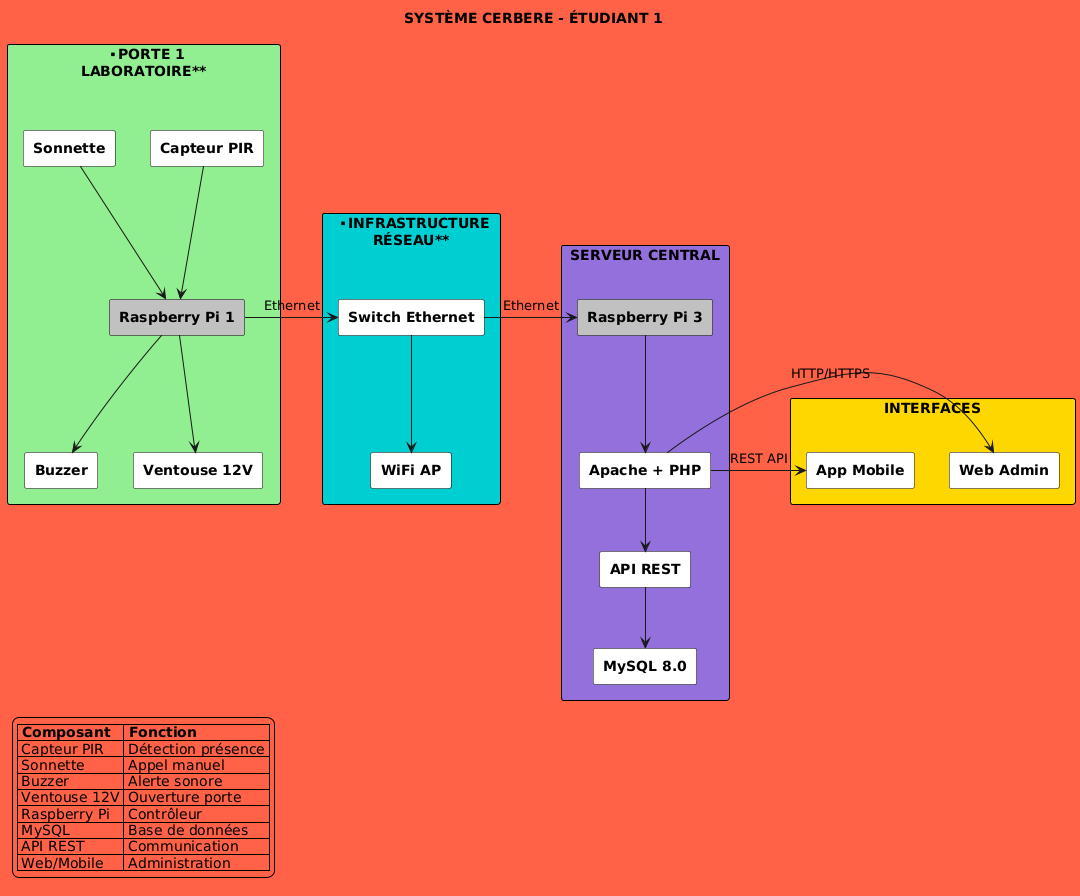 SYSTÈME CERBERE - ÉTUDIANT 1
▪PORTE 1
LABORATOIRE**
Sonnette
Capteur PIR
▪INFRASTRUCTURE
RÉSEAU**
SERVEUR CENTRAL
Raspberry Pi 1
Ethernet
Switch Ethernet
Ethernet
Raspberry Pi 3
HTTP/HTTPS
INTERFACES
Buzzer
Ventouse 12V
WiFi AP
Apache + PHP
REST API
App Mobile
Web Admin
API REST
MySQL 8.0
Composant Fonction
Capteur PIR Détection présence
Sonnette Appel manuel
Buzzer Alerte sonore
Ventouse 12V Ouverture porte
Raspberry Pi Contrôleur
MySQL Base de données
API REST Communication
Web/Mobile Administration